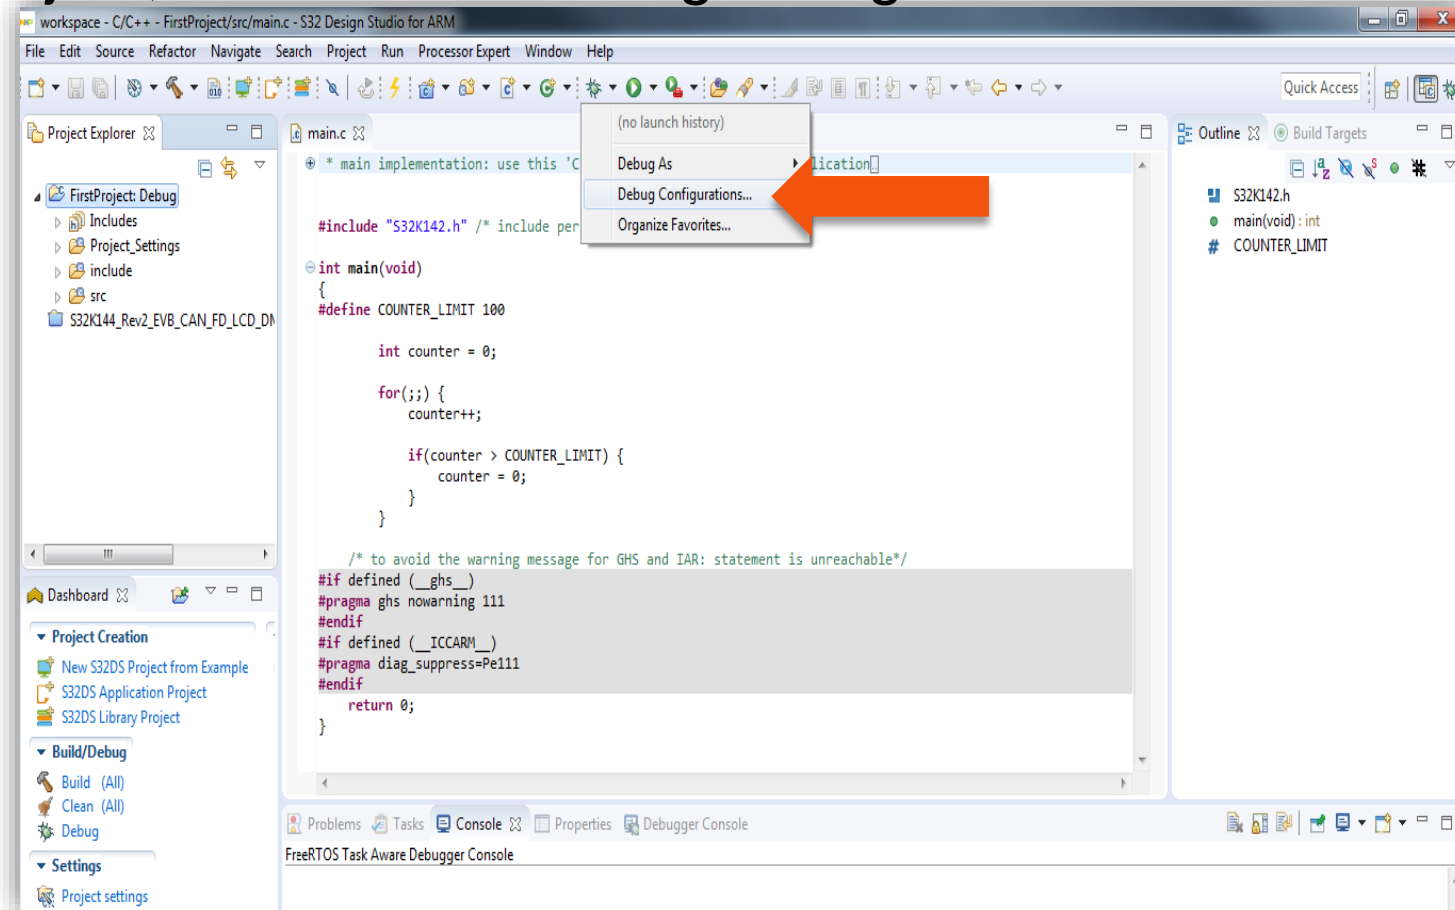 workspace - C/C++ - FirstProject/src/main.c - S32 Design Studio for ARM
File Edit Source Refactor Navigate Search Project Run Processor Expert Window Help
Quick Access
Project Explorer
main.c
(no launch history)
Debug As
Debug Configurations...
Organize Favorites...
Outline
Build Targets
FirstProject: Debug
Includes
Project_Settings
include
src
S32K144_Rev2_EVB_CAN_FD_LCD_DM
* main implementation: use this 'C
lication
#include "S32K142.h" /* include per
int main(void)
{
#define COUNTER_LIMIT 100
int counter = 0;
for(;;) {
counter++;
if(counter > COUNTER_LIMIT) {
counter = 0;
}
}
/* to avoid the warning message for GHS and IAR: statement is unreachable*/
#if defined (__ghs__)
#pragma ghs nowarning 111
#endif
#if defined (__ICCARM__)
#pragma diag_suppress=Pe111
#endif
return 0;
}
S32K142.h
main(void) : int
# COUNTER_LIMIT
Dashboard
Project Creation
New S32DS Project from Example
S32DS Application Project
S32DS Library Project
Build/Debug
Build (All)
Clean (All)
Debug
Settings
Project settings
Problems Tasks Console Properties Debugger Console
FreeRTOS Task Aware Debugger Console